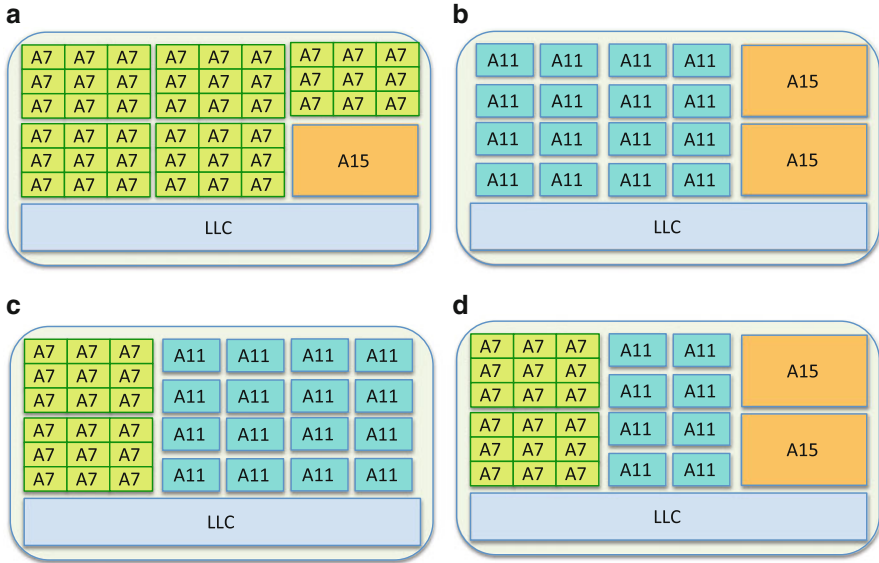 a
A7 A7 A7 A7 A7 A7 A7 A7 A7
A7 A7 A7 A7 A7 A7 A7 A7 A7
A7 A7 A7 A7 A7 A7 A7 A7 A7
A7 A7 A7 A7 A7 A7
A7 A7 A7 A7 A7 A7 A15
A7 A7 A7 A7 A7 A7
LLC
b
A11 A11 A11 A11
A15
A11 A11 A11 A11
A11 A11 A11 A11
A15
A11 A11 A11 A11
LLC
c
A7 A7 A7 A11 A11 A11 A11
A7 A7 A7
A7 A7 A7 A11 A11 A11 A11
A7 A7 A7 A11 A11 A11 A11
A7 A7 A7
A7 A7 A7 A11 A11 A11 A11
LLC
d
A7 A7 A7 A11 A11
A7 A7 A7 A15
A7 A7 A7 A11 A11
A7 A7 A7 A11 A11
A7 A7 A7 A15
A7 A7 A7 A11 A11
LLC